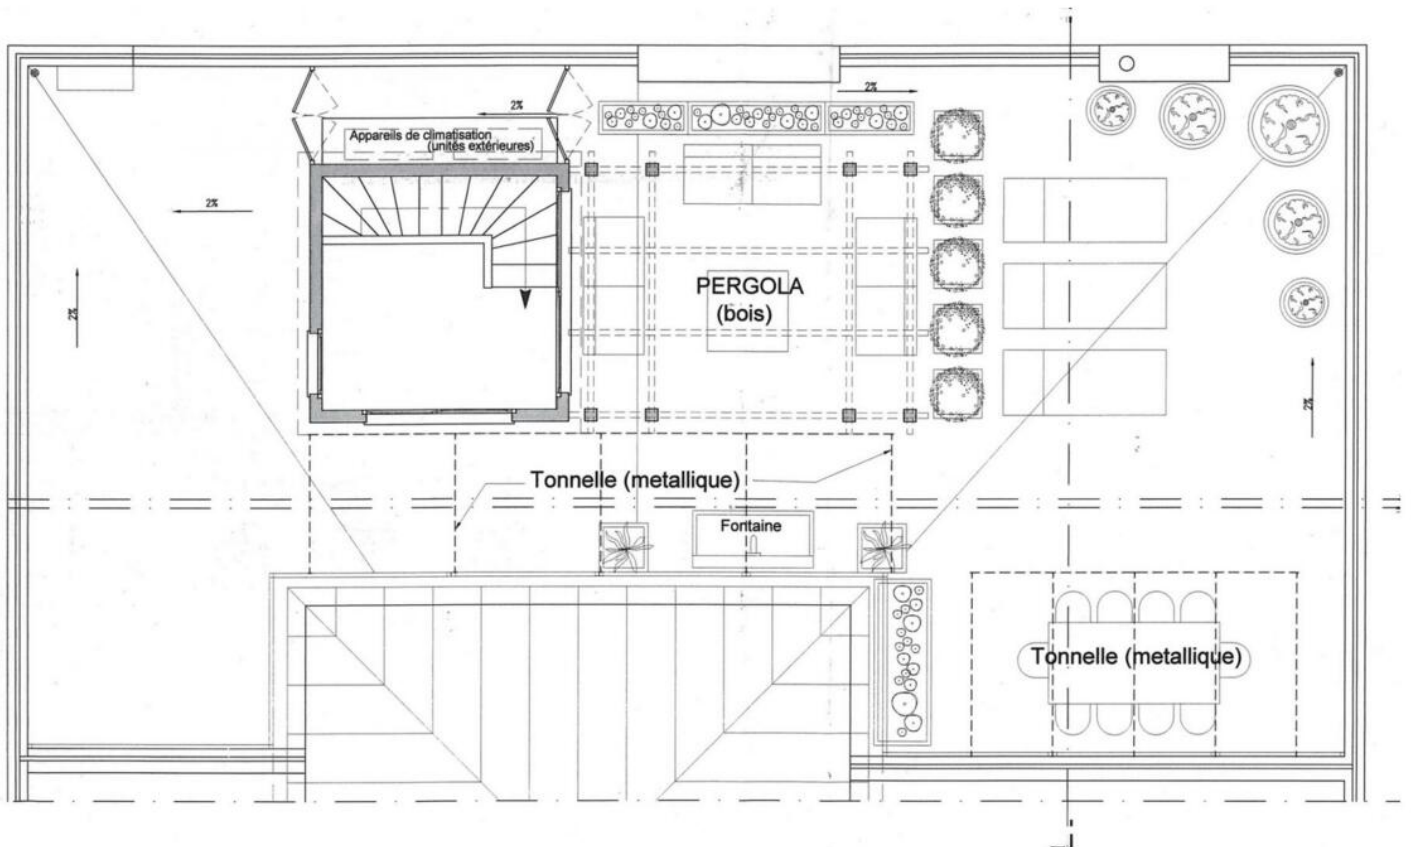 2%
2%
Appareils de climatisation
(unités extérieures)
2%
2%
PERGOLA
(bois)
2%
Tonnelle (metallique)
Fontaine
Tonnelle (metallique)